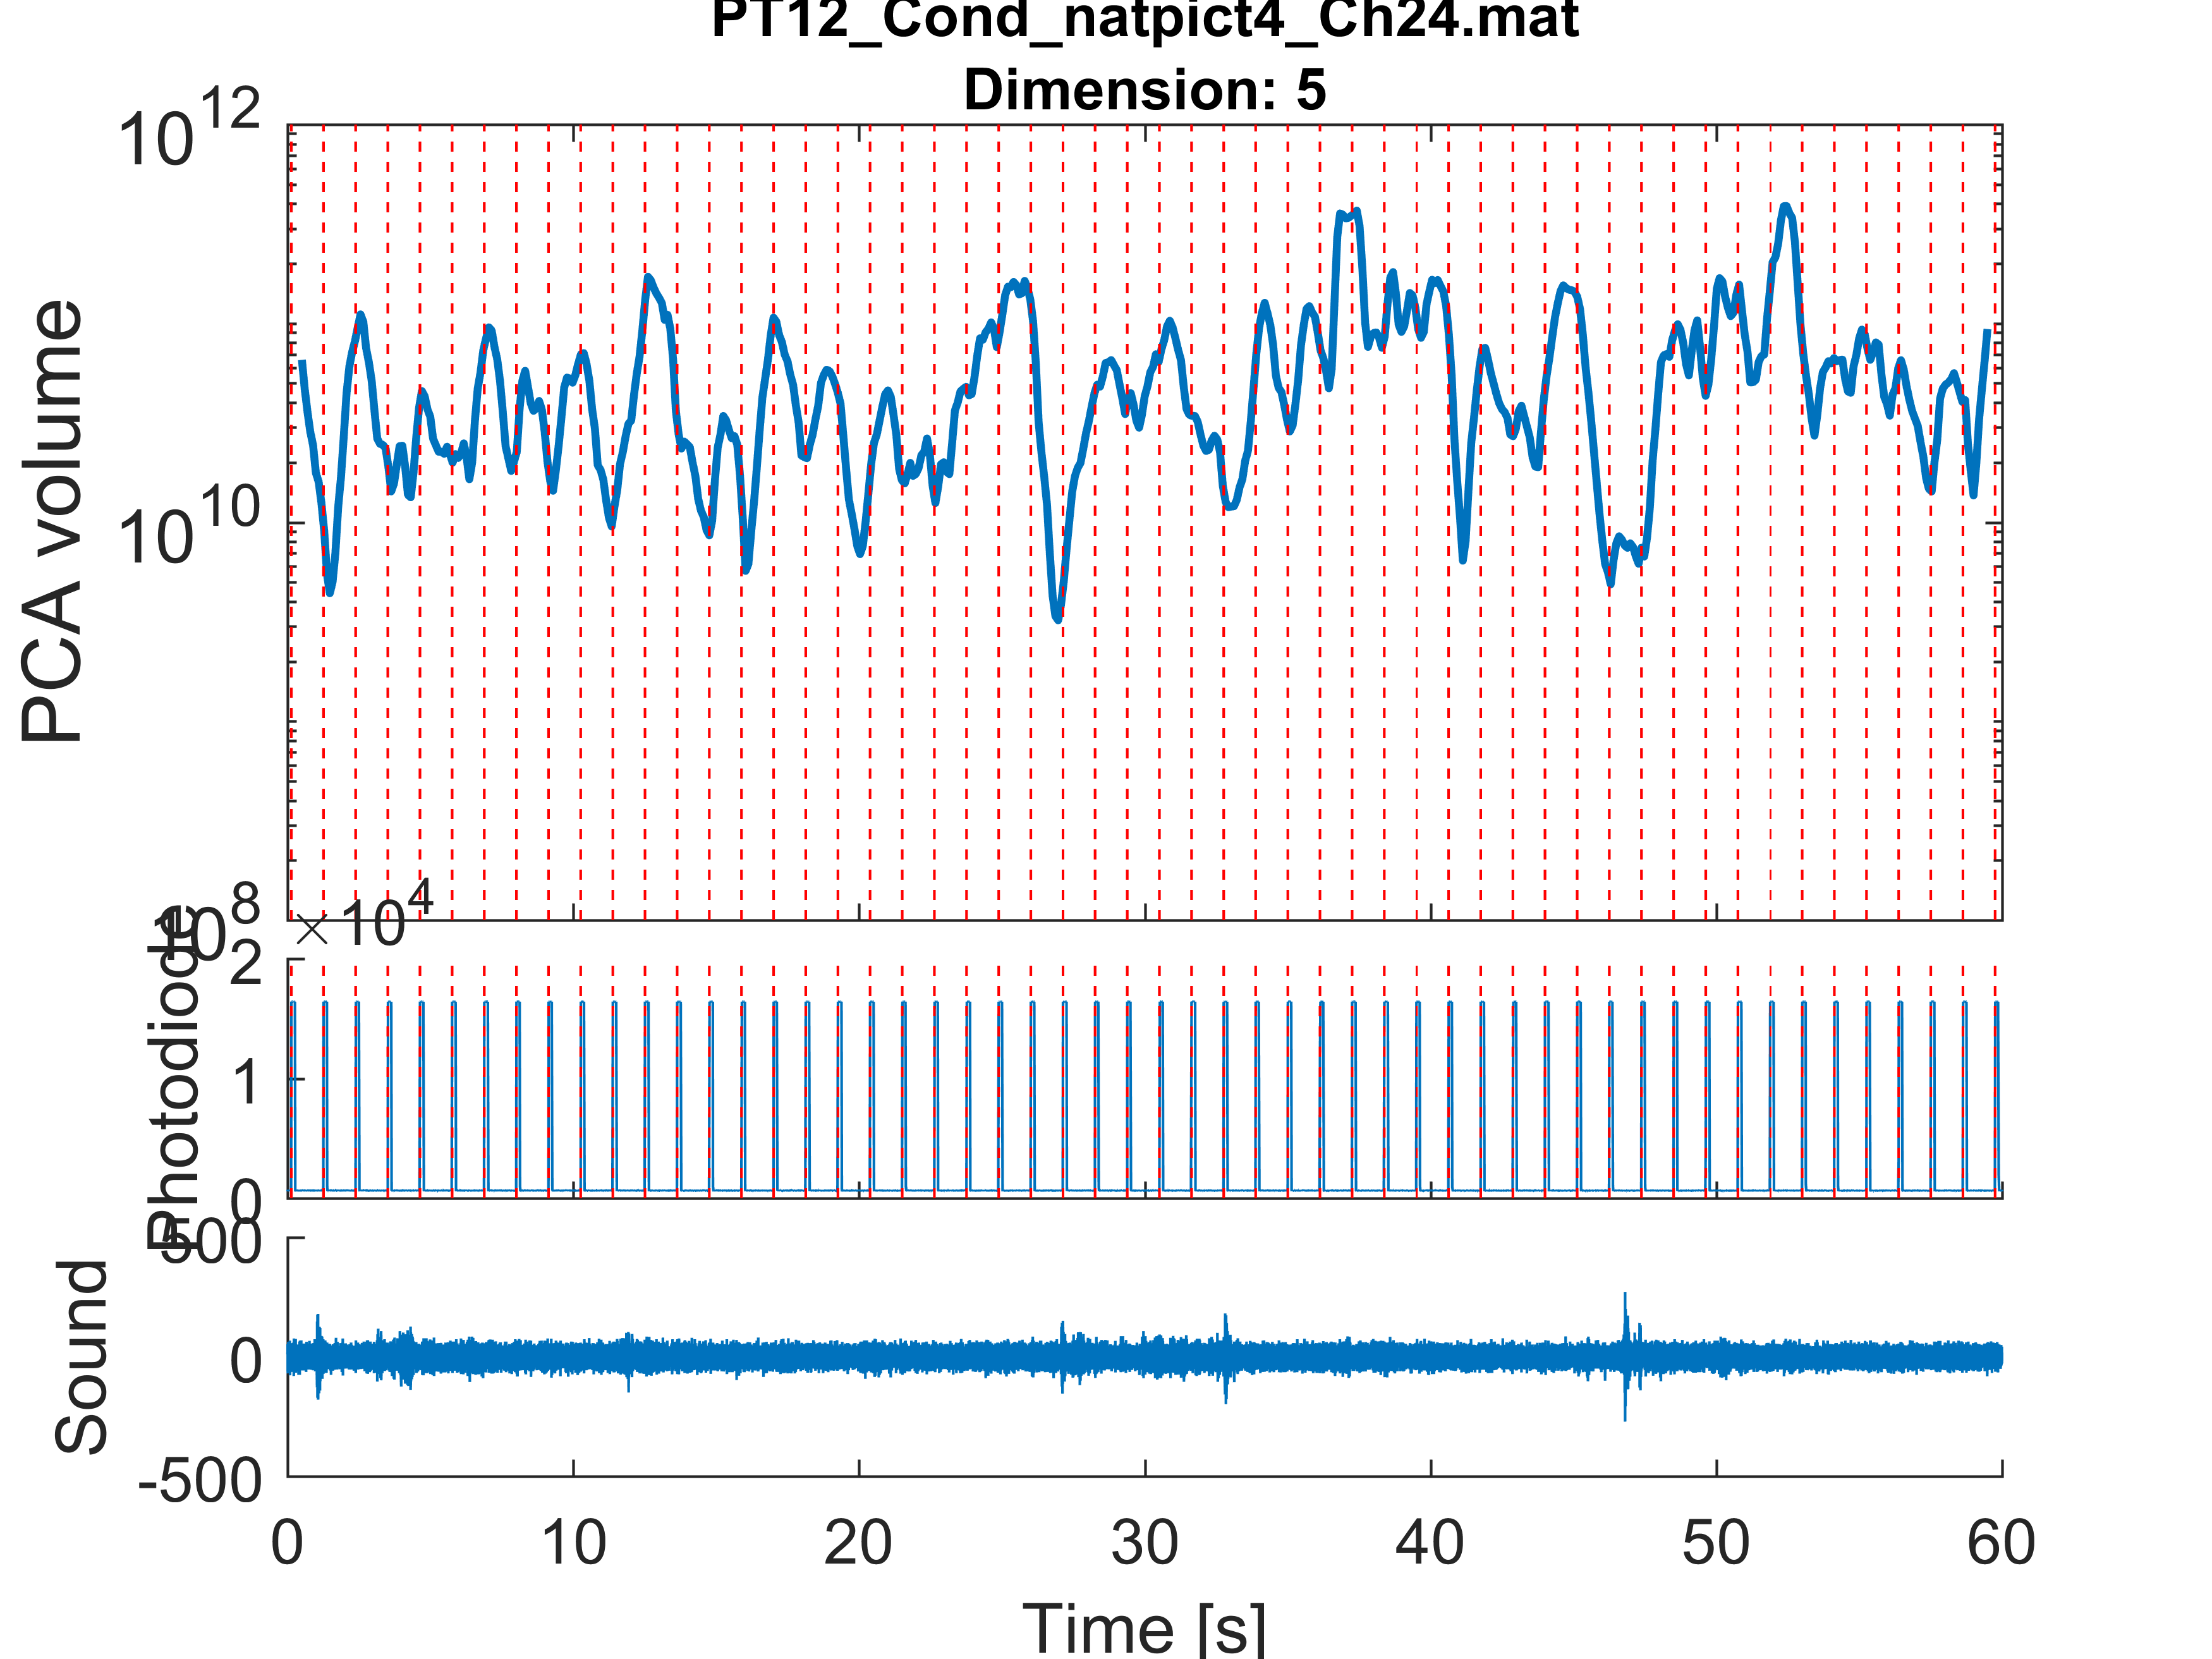 PT12_Cond_natpict4_Ch24.mat
Dimension: 5
10^12
10^10
10^8
PCA volume
× 10^4
2
1
0
Photodiode
500
0
-500
Sound
0 10 20 30 40 50 60
Time [s]